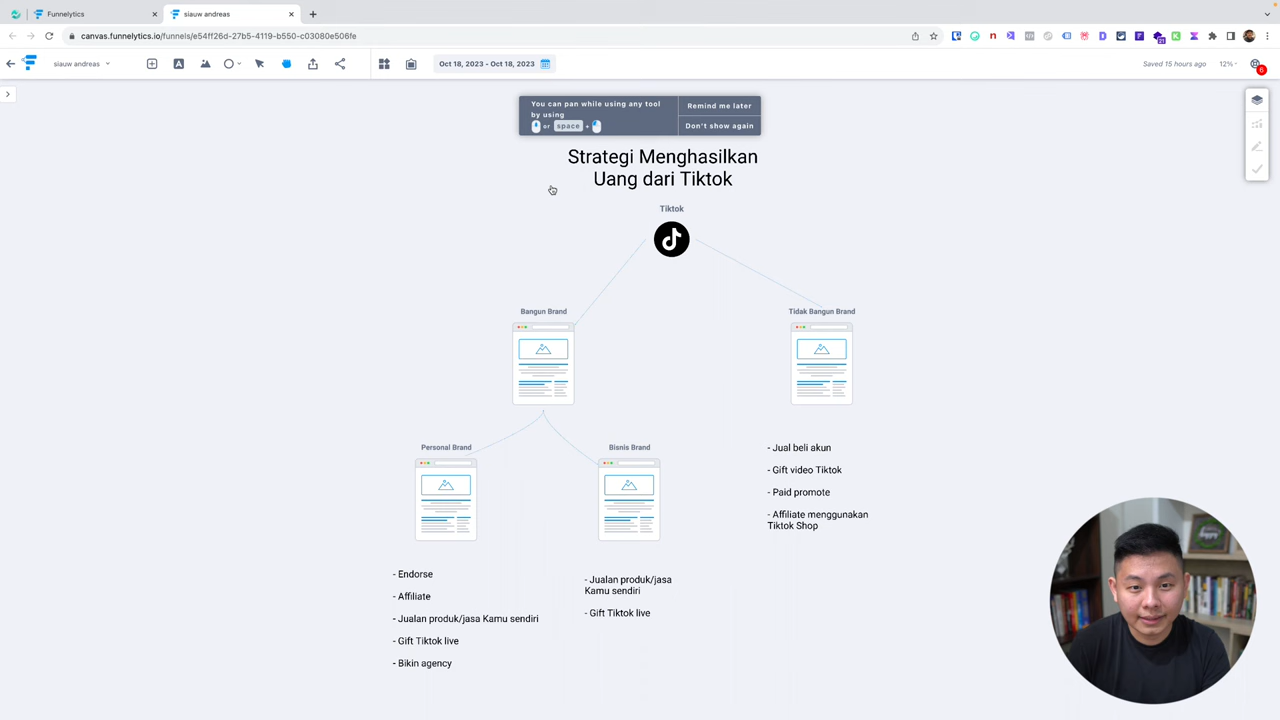 Funnelytics
siauw andreas
canvas.funnelytics.io/funnels/e54ff26d-27b5-4119-b550-c03080e506fe
21
siauw andreas
A
Oct 18, 2023 - Oct 18, 2023
Saved 15 hours ago
12%
6
You can pan while using any tool
by using
or space +
Remind me later
Don't show again
Strategi Menghasilkan
Uang dari Tiktok
Tiktok
Bangun Brand
Tidak Bangun Brand
Personal Brand
Bisnis Brand
- Jual beli akun
- Gift video Tiktok
- Paid promote
- Affiliate menggunakan
Tiktok Shop
- Endorse
- Affiliate
- Jualan produk/jasa Kamu sendiri
- Gift Tiktok live
- Bikin agency
- Jualan produk/jasa
Kamu sendiri
- Gift Tiktok live